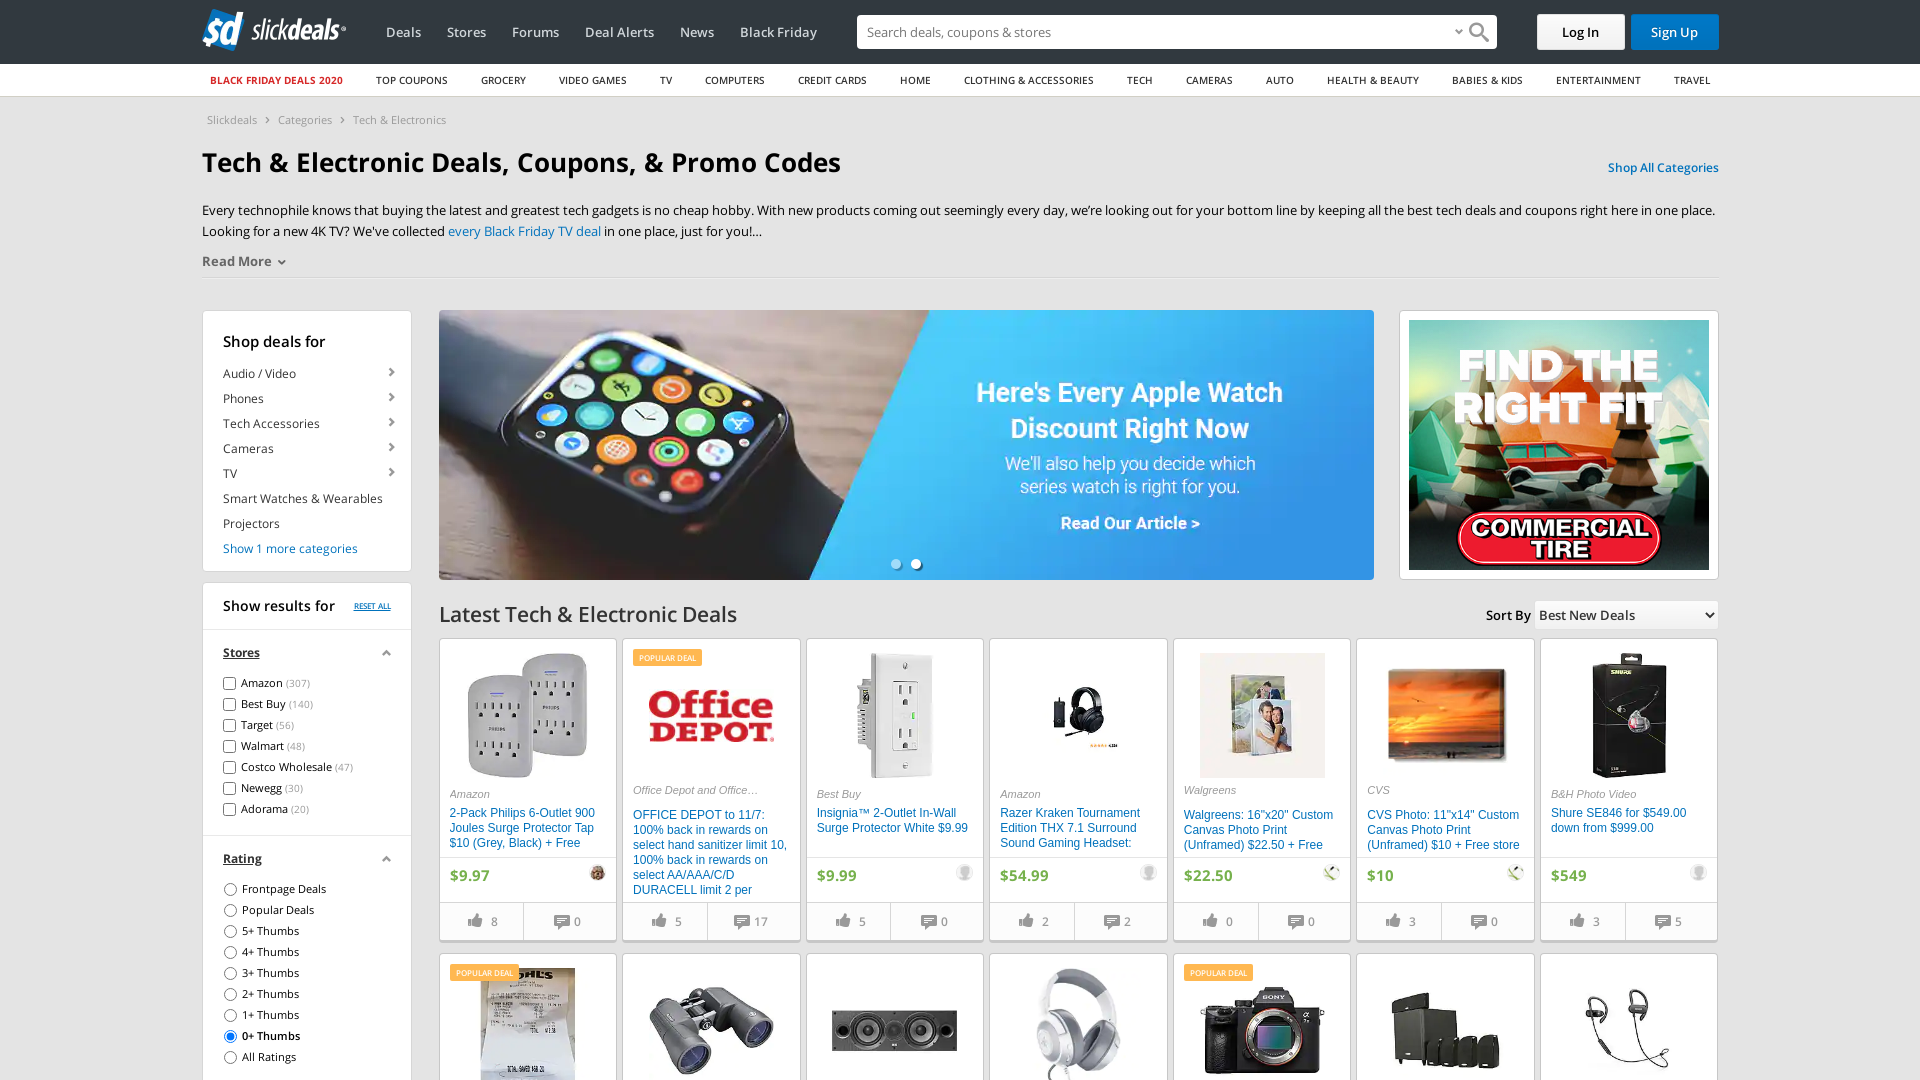 sd slickdeals
Deals
Stores
Forums
Deal Alerts
News
Black Friday
Search deals, coupons & stores
Log In
Sign Up
BLACK FRIDAY DEALS 2020
TOP COUPONS
GROCERY
VIDEO GAMES
TV
COMPUTERS
CREDIT CARDS
HOME
CLOTHING & ACCESSORIES
TECH
CAMERAS
AUTO
HEALTH & BEAUTY
BABIES & KIDS
ENTERTAINMENT
TRAVEL
Slickdeals
Categories
Tech & Electronics
Tech & Electronic Deals, Coupons, & Promo Codes
Shop All Categories
Every technophile knows that buying the latest and greatest tech gadgets is no cheap hobby. With new products coming out seemingly every day, we’re looking out for your bottom line by keeping all the best tech deals and coupons right here in one place.
Looking for a new 4K TV? We've collected every Black Friday TV deal in one place, just for you!...
Read More
Shop deals for
Audio / Video
Phones
Tech Accessories
Cameras
TV
Smart Watches & Wearables
Projectors
Show 1 more categories
Show results for
RESET ALL
Stores
Amazon (307)
Best Buy (140)
Target (56)
Walmart (48)
Costco Wholesale (47)
Newegg (30)
Adorama (20)
Rating
Frontpage Deals
Popular Deals
5+ Thumbs
4+ Thumbs
3+ Thumbs
2+ Thumbs
1+ Thumbs
0+ Thumbs
All Ratings
Here's Every Apple Watch
Discount Right Now
We'll also help you decide which
series watch is right for you.
Read Our Article >
FIND THE
RIGHT FIT
COMMERCIAL
TIRE
Latest Tech & Electronic Deals
Sort By
Best New Deals
Amazon
2-Pack Philips 6-Outlet 900
Joules Surge Protector Tap
$10 (Grey, Black) + Free
$9.97
8
0
POPULAR DEAL
Office
DEPOT
Office Depot and Office…
OFFICE DEPOT to 11/7:
100% back in rewards on
select hand sanitizer limit 10,
100% back in rewards on
select AA/AAA/C/D
DURACELL limit 2 per
5
17
Best Buy
Insignia™ 2-Outlet In-Wall
Surge Protector White $9.99
$9.99
5
0
Amazon
Razer Kraken Tournament
Edition THX 7.1 Surround
Sound Gaming Headset:
$54.99
2
2
Walgreens
Walgreens: 16"x20" Custom
Canvas Photo Print
(Unframed) $22.50 + Free
$22.50
0
0
CVS
CVS Photo: 11"x14" Custom
Canvas Photo Print
(Unframed) $10 + Free store
$10
3
0
SHURE
B&H Photo Video
Shure SE846 for $549.00
down from $999.00
$549
3
5
POPULAR DEAL
POPULAR DEAL
SONY